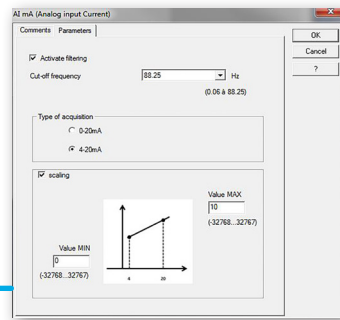 AI mA (Analog input Current)
Comments Parameters
OK
Cancel
?
Activate filtering
Cut-off frequency 88.25 Hz
(0.06 à 88.25)
Type of acquisition
0-20mA
4-20mA
scaling
Value MAX
10
(-32768...32767)
Value MIN
0
(-32768...32767)
4 20